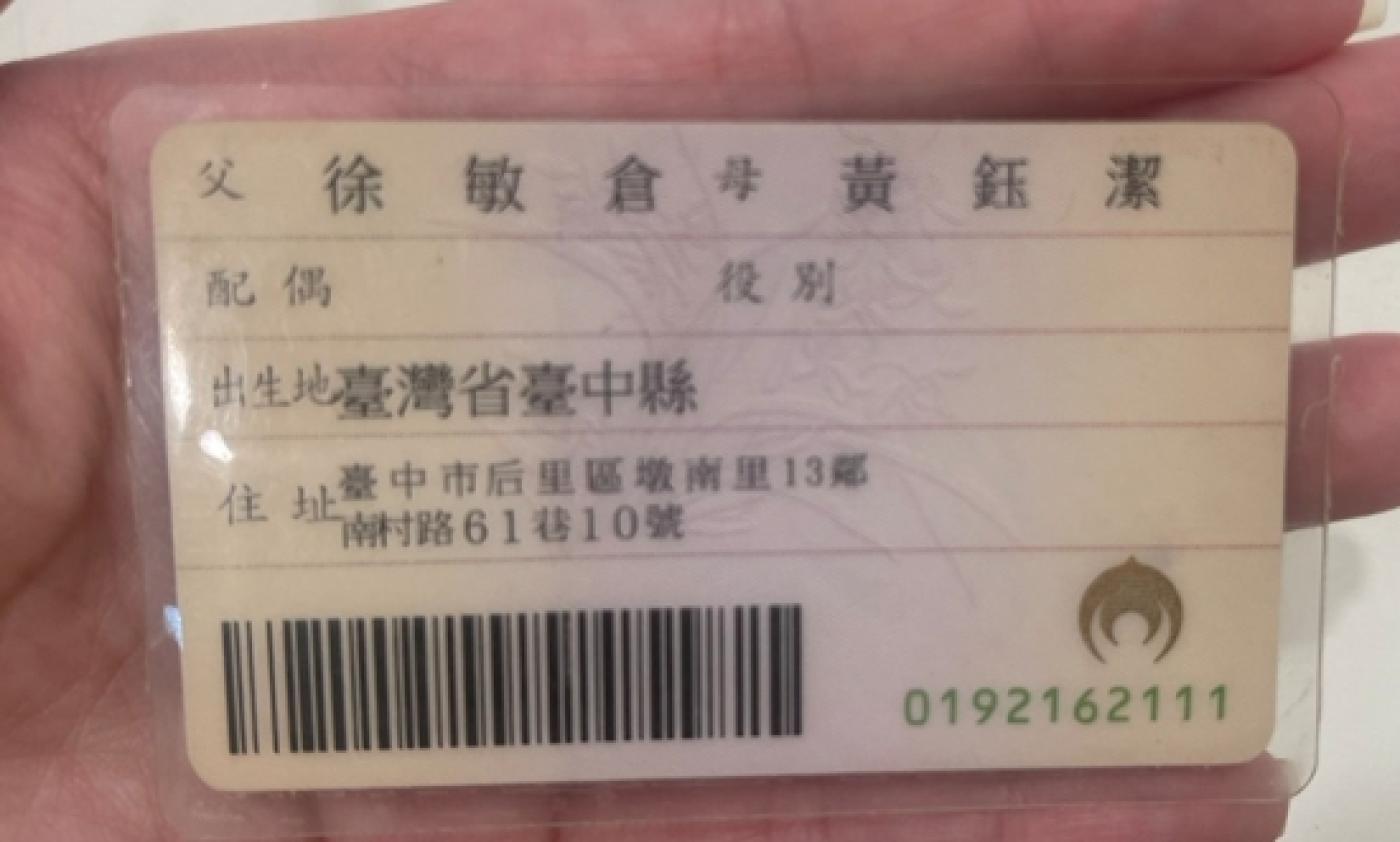 父 徐敏倉 母 黃鈺潔
配偶 役別
出生地 臺灣省臺中縣
住址 臺中市后里區墩南里13鄰
南村路61巷10號
0192162111